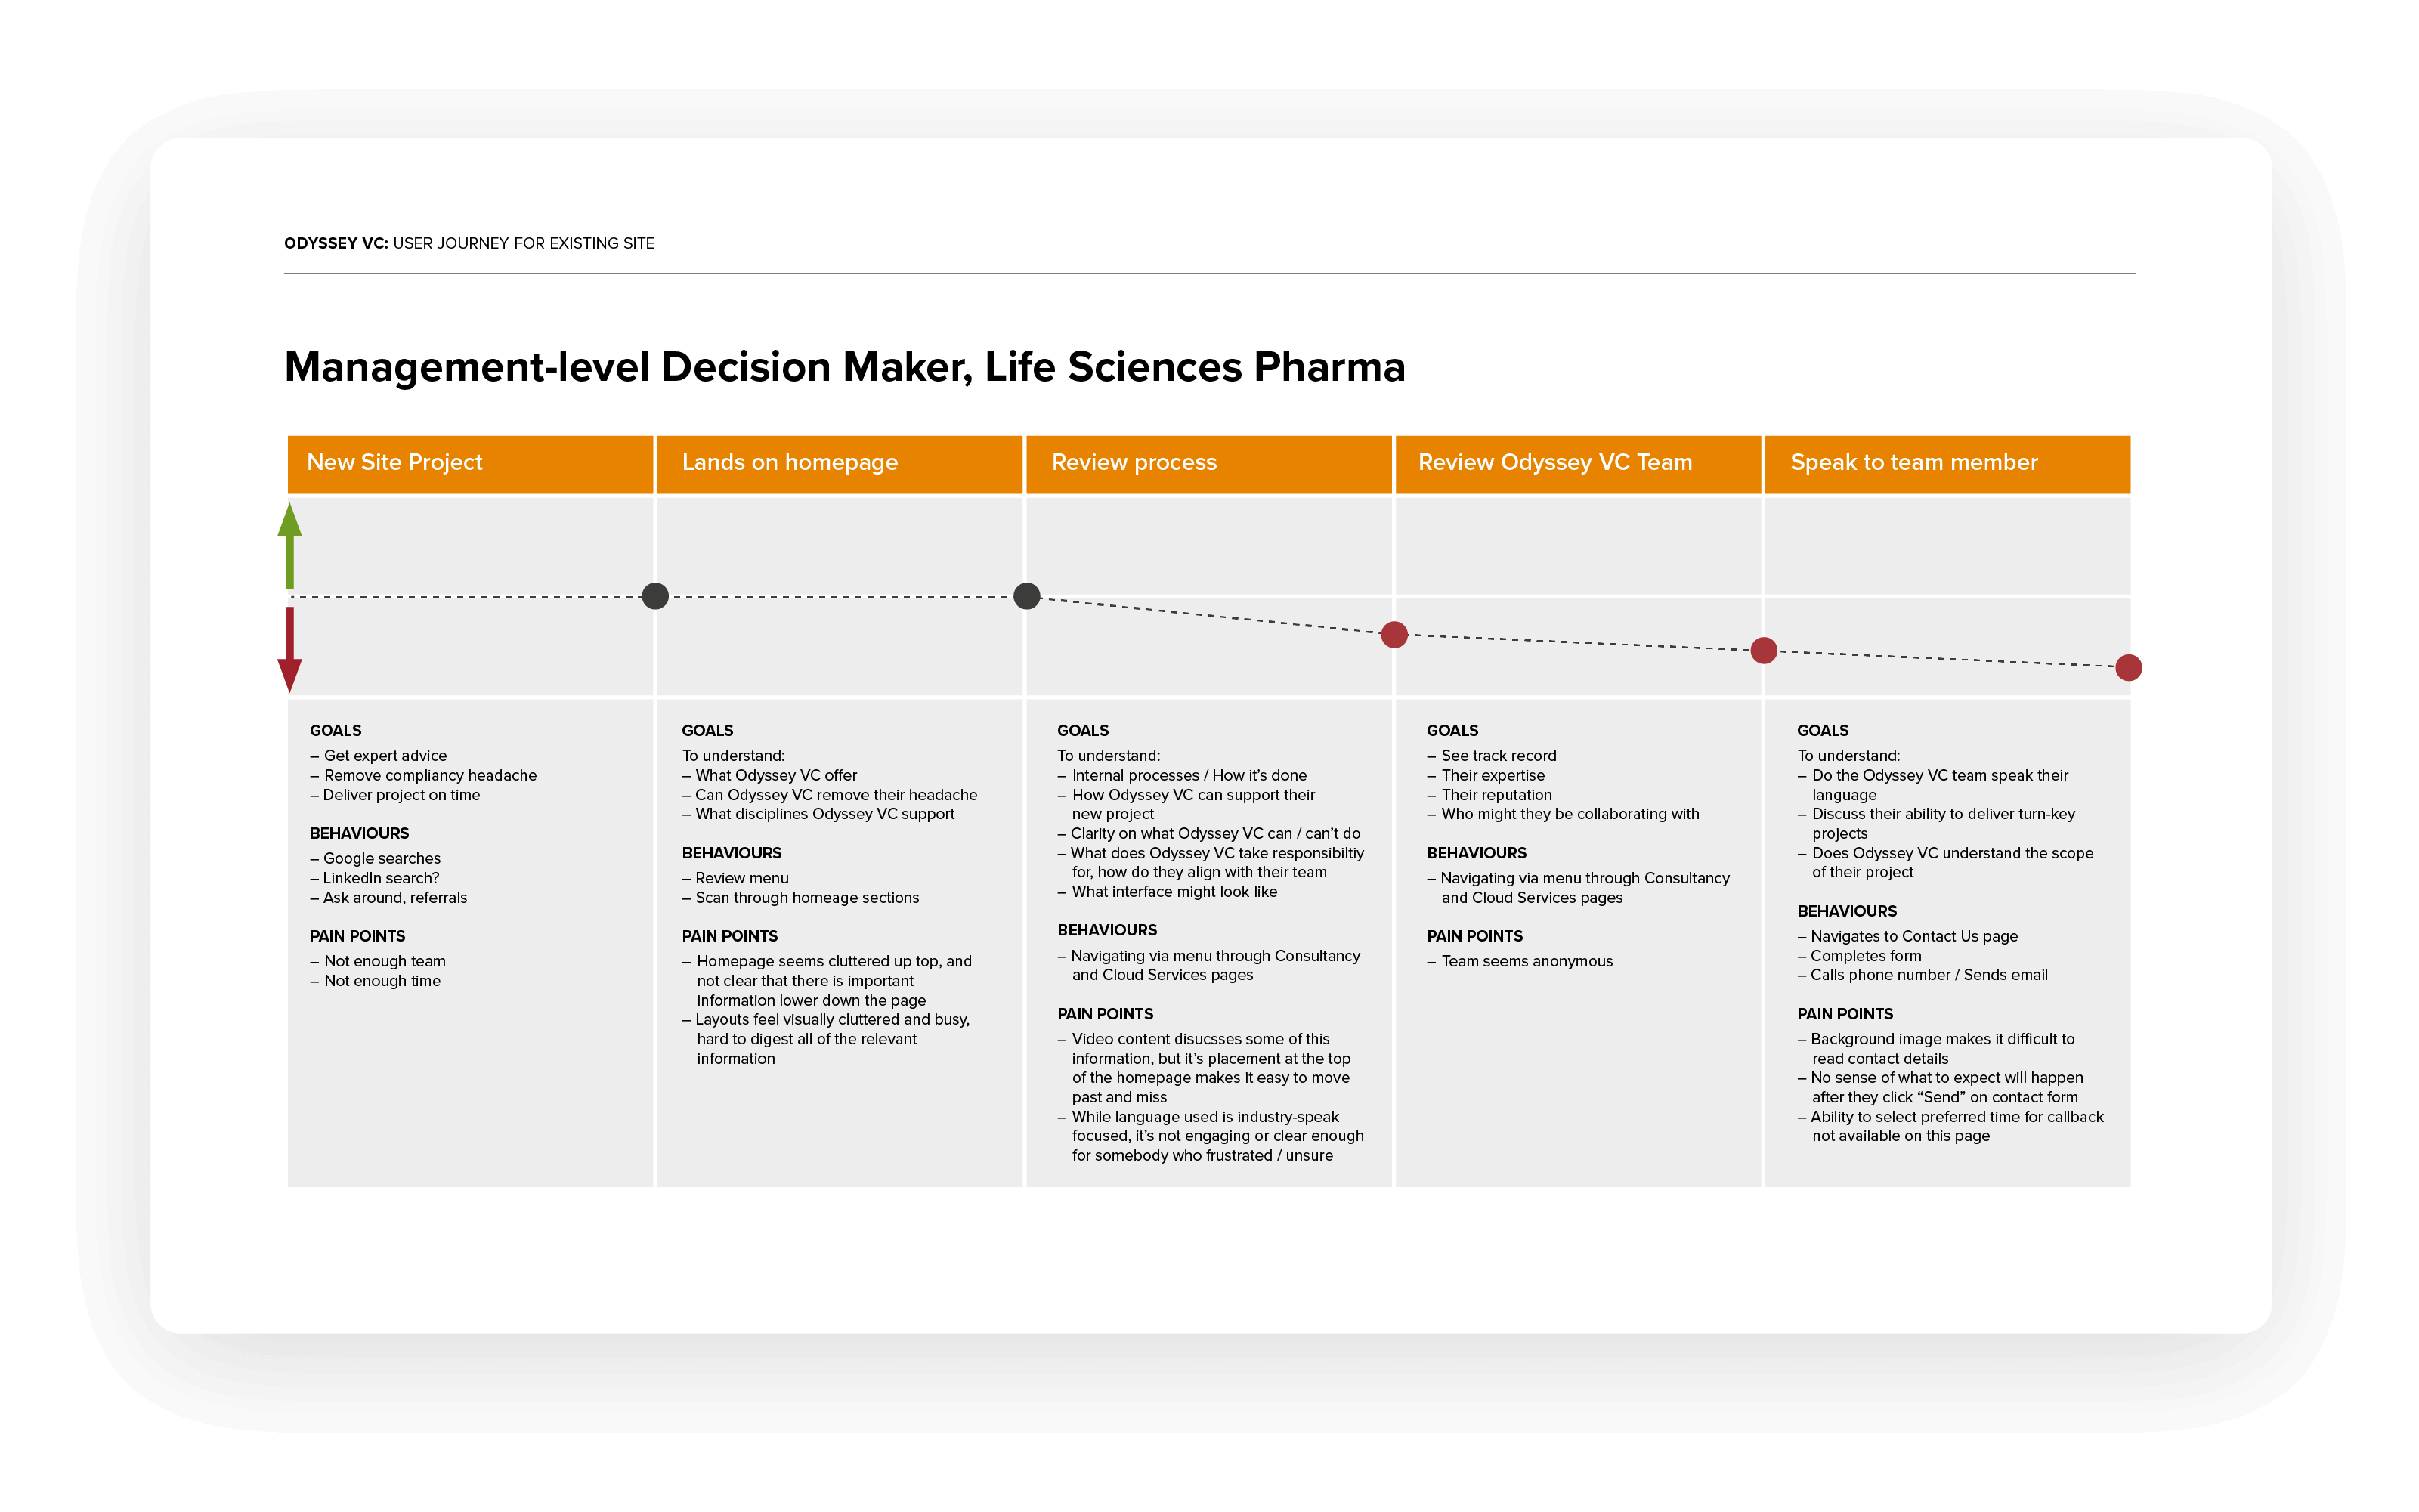 ODYSSEY VC: USER JOURNEY FOR EXISTING SITE
Management-level Decision Maker, Life Sciences Pharma
New Site Project
Lands on homepage
Review process
Review Odyssey VC Team
Speak to team member
GOALS
– Get expert advice
– Remove compliancy headache
– Deliver project on time
BEHAVIOURS
– Google searches
– LinkedIn search?
– Ask around, referrals
PAIN POINTS
– Not enough team
– Not enough time
GOALS
To understand:
– What Odyssey VC offer
– Can Odyssey VC remove their headache
– What disciplines Odyssey VC support
BEHAVIOURS
– Review menu
– Scan through homeage sections
PAIN POINTS
– Homepage seems cluttered up top, and
not clear that there is important
information lower down the page
– Layouts feel visually cluttered and busy,
hard to digest all of the relevant
information
GOALS
To understand:
– Internal processes / How it’s done
– How Odyssey VC can support their
new project
– Clarity on what Odyssey VC can / can’t do
– What does Odyssey VC take responsibiltiy
for, how do they align with their team
– What interface might look like
BEHAVIOURS
– Navigating via menu through Consultancy
and Cloud Services pages
PAIN POINTS
– Video content disucsses some of this
information, but it’s placement at the top
of the homepage makes it easy to move
past and miss
– While language used is industry-speak
focused, it’s not engaging or clear enough
for somebody who frustrated / unsure
GOALS
– See track record
– Their expertise
– Their reputation
– Who might they be collaborating with
BEHAVIOURS
– Navigating via menu through Consultancy
and Cloud Services pages
PAIN POINTS
– Team seems anonymous
GOALS
To understand:
– Do the Odyssey VC team speak their
language
– Discuss their ability to deliver turn-key
projects
– Does Odyssey VC understand the scope
of their project
BEHAVIOURS
– Navigates to Contact Us page
– Completes form
– Calls phone number / Sends email
PAIN POINTS
– Background image makes it difficult to
read contact details
– No sense of what to expect will happen
after they click “Send” on contact form
– Ability to select preferred time for callback
not available on this page